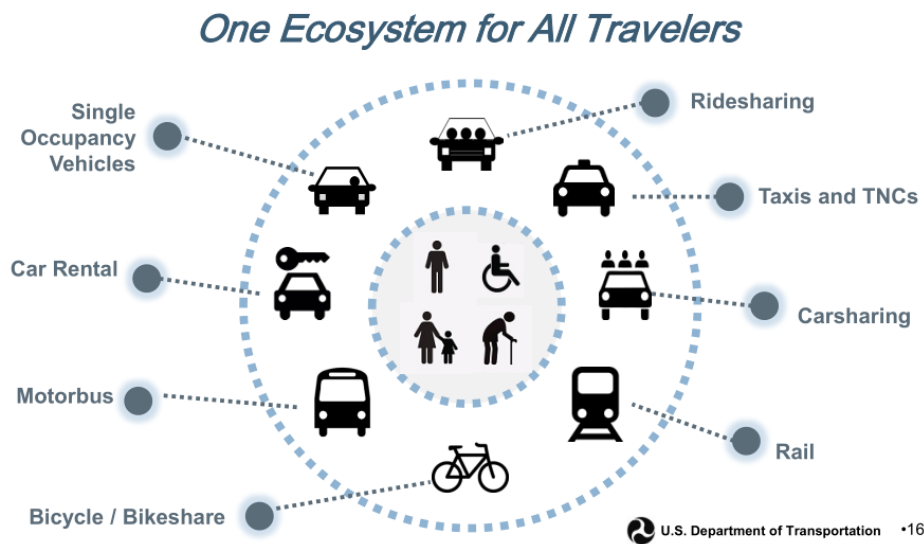 One Ecosystem for All Travelers
Single
Occupancy
Vehicles
Ridesharing
Taxis and TNCs
Car Rental
Carsharing
Motorbus
Rail
Bicycle / Bikeshare
U.S. Department of Transportation •16